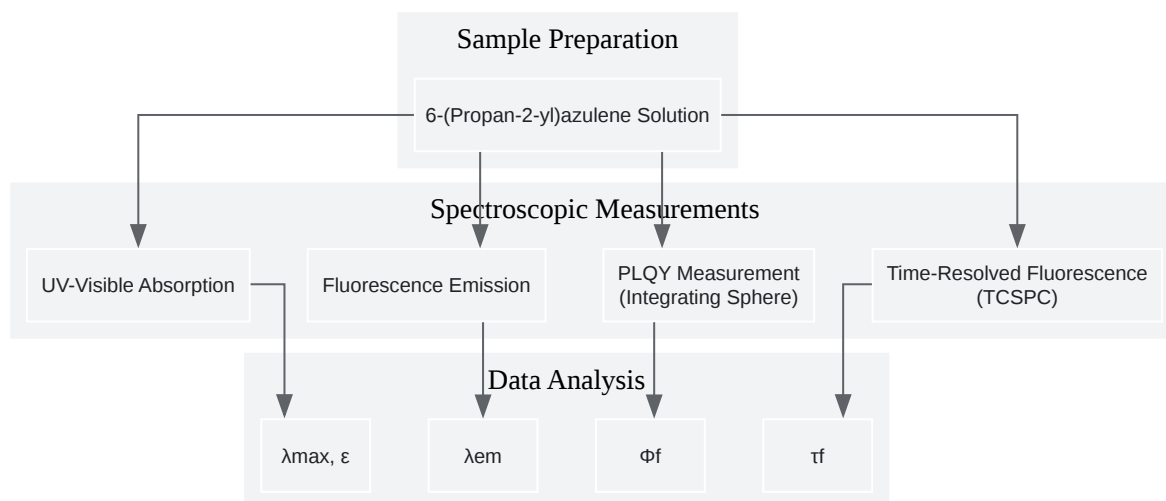 Sample Preparation
6-(Propan-2-yl)azulene Solution
Spectroscopic Measurements
UV-Visible Absorption
Fluorescence Emission
PLQY Measurement
(Integrating Sphere)
Time-Resolved Fluorescence
(TCSPC)
Data Analysis
λmax, ε
λem
Φf
τf